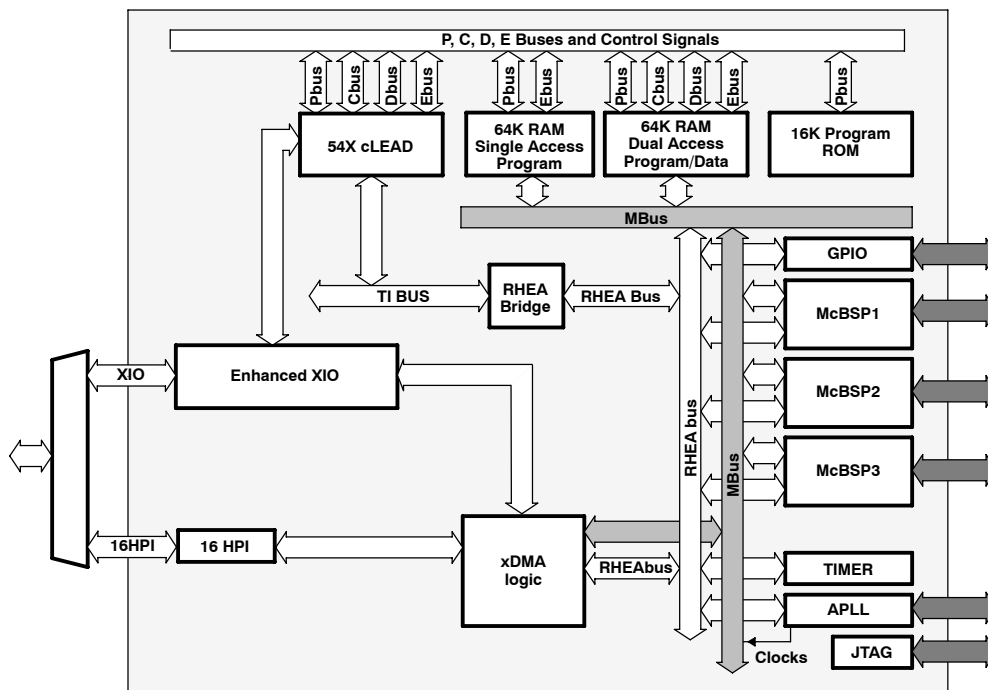 P, C, D, E Buses and Control Signals
Pbus
Cbus
Dbus
Ebus
Pbus
Ebus
Pbus
Cbus
Dbus
Ebus
Pbus
54X cLEAD
64K RAM
Single Access
Program
64K RAM
Dual Access
Program/Data
16K Program
ROM
MBus
GPIO
TI BUS
RHEA
Bridge
RHEA Bus
McBSP1
XIO
Enhanced XIO
McBSP2
RHEA bus
MBus
McBSP3
16HPI
16 HPI
xDMA
logic
RHEAbus
TIMER
APLL
Clocks
JTAG